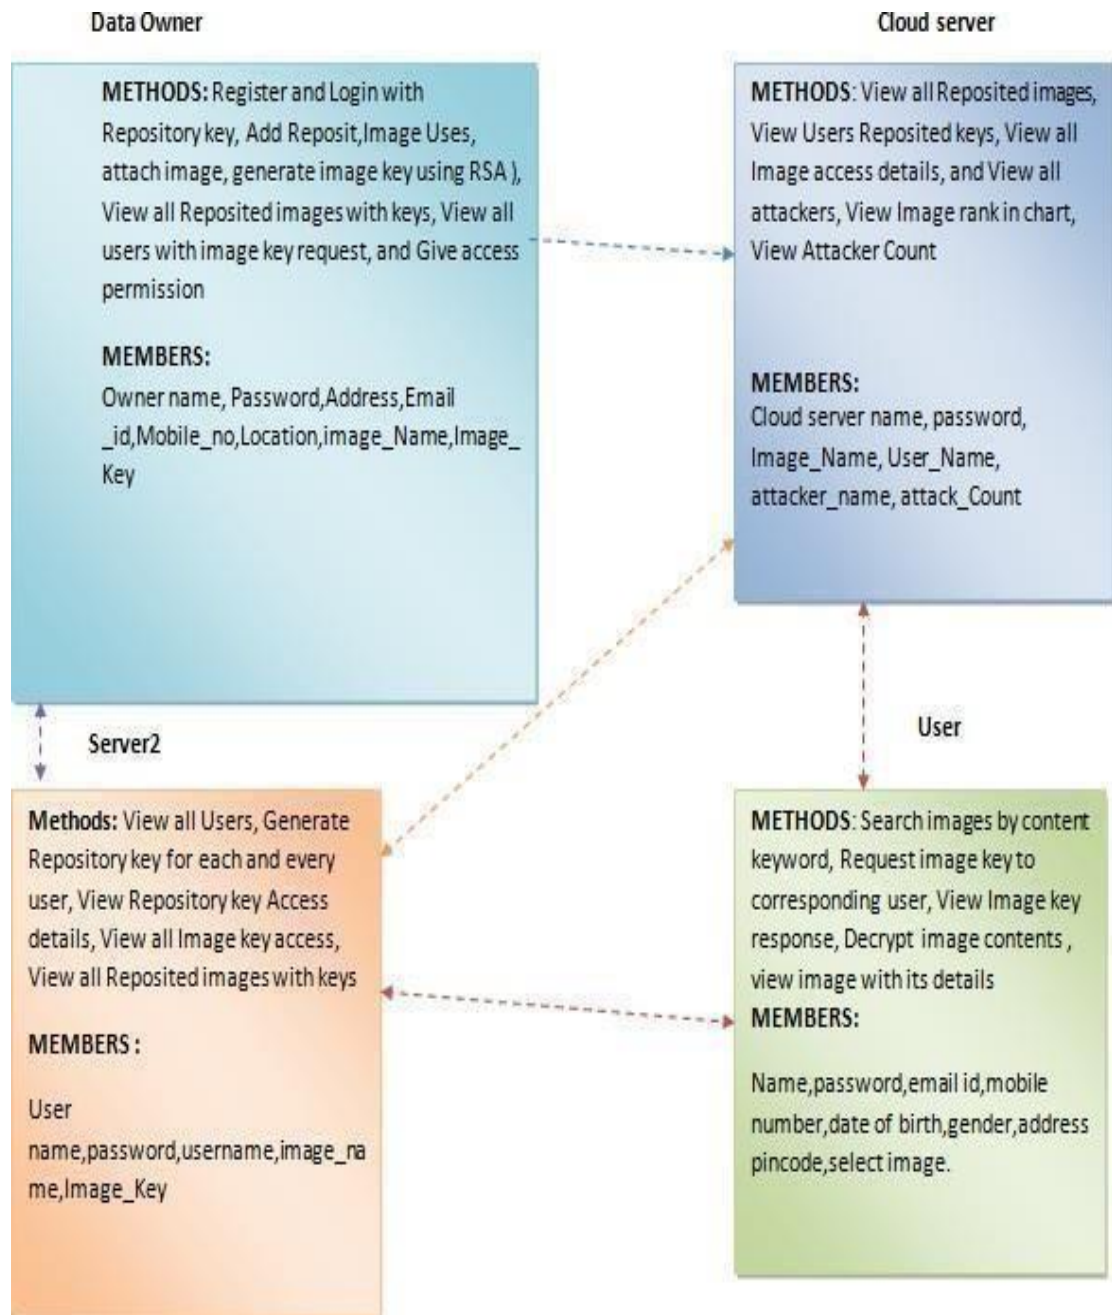 Data Owner
METHODS: Register and Login with
Repository key, Add Reposit,Image Uses,
attach image, generate image key using RSA ),
View all Reposited images with keys, View all
users with image key request, and Give access
permission
MEMBERS:
Owner name, Password,Address,Email
_id,Mobile_no,Location,image_Name,Image_
Key
Cloud server
METHODS: View all Reposited images,
View Users Reposited keys, View all
Image access details, and View all
attackers, View Image rank in chart,
View Attacker Count
MEMBERS:
Cloud server name, password,
Image_Name, User_Name,
attacker_name, attack_Count
Server2
Methods: View all Users, Generate
Repository key for each and every
user, View Repository key Access
details, View all Image key access,
View all Reposited images with keys
MEMBERS :
User
name,password,username,image_na
me,Image_Key
User
METHODS: Search images by content
keyword, Request image key to
corresponding user, View Image key
response, Decrypt image contents ,
view image with its details
MEMBERS:
Name,password,email id,mobile
number,date of birth,gender,address
pincode,select image.